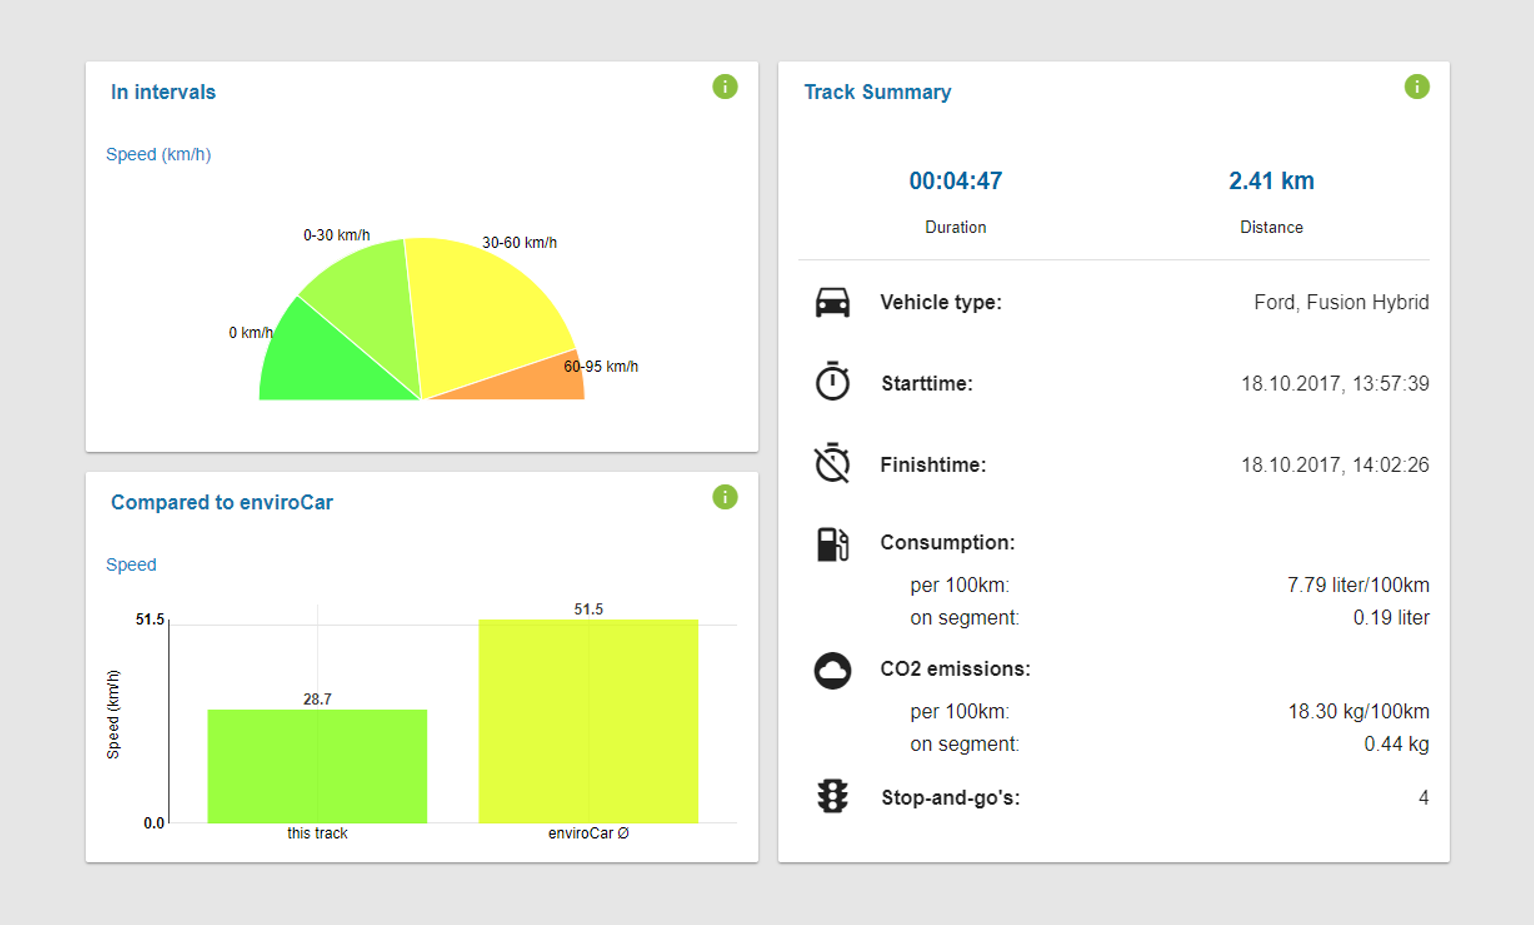 In intervals
Speed (km/h)
0-30 km/h
30-60 km/h
0 km/h
60-95 km/h
Compared to enviroCar
Speed
51.5
51.5
28.7
Speed (km/h)
0.0
this track
enviroCar Ø
Track Summary
00:04:47
2.41 km
Duration
Distance
Vehicle type: Ford, Fusion Hybrid
Starttime: 18.10.2017, 13:57:39
Finishtime: 18.10.2017, 14:02:26
Consumption:
per 100km: 7.79 liter/100km
on segment: 0.19 liter
CO2 emissions:
per 100km: 18.30 kg/100km
on segment: 0.44 kg
Stop-and-go's: 4